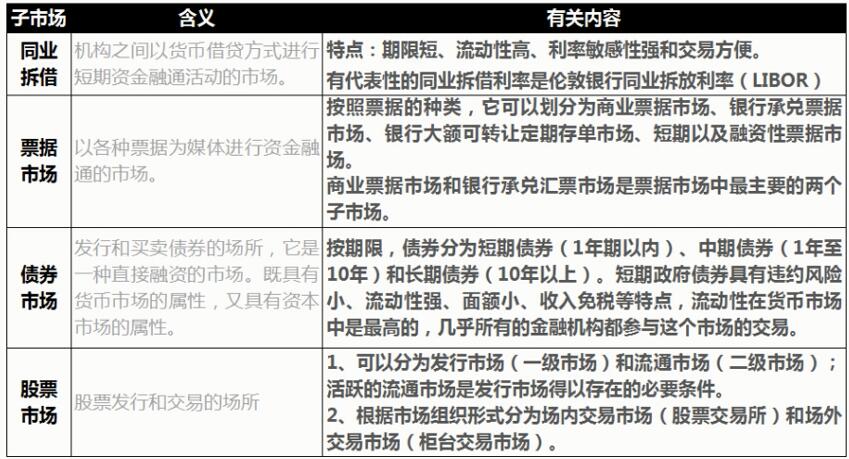 子市场 含义 有关内容
同业
拆借
机构之间以货币借贷方式进行
短期资金融通活动的市场。
特点：期限短、流动性高、利率敏感性强和交易方便。
有代表性的同业拆借利率是伦敦银行同业拆放利率（LIBOR）
票据
市场
以各种票据为媒体进行资金融
通的市场。
按照票据的种类，它可以划分为商业票据市场、银行承兑票据
市场、银行大额可转让定期存单市场、短期以及融资性票据市
场。
商业票据市场和银行承兑汇票市场是票据市场中最主要的两个
子市场。
债券
市场
发行和买卖债券的场所，它是
一种直接融资的市场。既具有
货币市场的属性，又具有资本
市场的属性。
按期限，债券分为短期债券（1年期以内）、中期债券（1年至
10年）和长期债券（10年以上）。短期政府债券具有违约风险
小、流动性强、面额小、收入免税等特点，流动性在货币市场
中是最高的，几乎所有的金融机构都参与这个市场的交易。
股票
市场
股票发行和交易的场所
1、可以分为发行市场（一级市场）和流通市场（二级市场）；
活跃的流通市场是发行市场得以存在的必要条件。
2、根据市场组织形式分为场内交易市场（股票交易所）和场外
交易市场（柜台交易市场）。